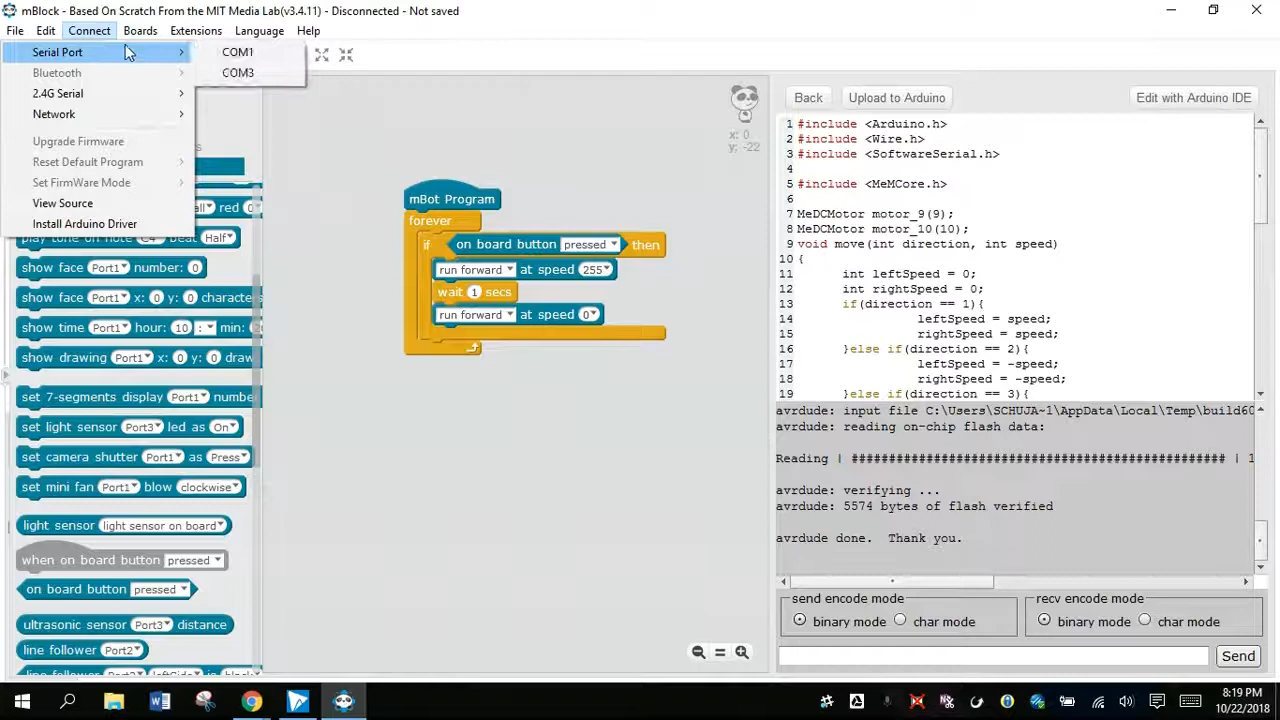 mBlock - Based On Scratch From the MIT Media Lab(v3.4.11) - Disconnected - Not saved
File Edit Connect Boards Extensions Language Help
Serial Port
COM1
COM3
Bluetooth
2.4G Serial
Network
Upgrade Firmware
Reset Default Program
Set FirmWare Mode
View Source
Install Arduino Driver
red 0
play tone on note C4 beat Half
show face Port1 number: 0
show face Port1 x: 0 y: 0 characte
show time Port1 hour: 10 : min:
show drawing Port1 x: 0 y: 0 draw
set 7-segments display Port1 numbe
set light sensor Port3 led as On
set camera shutter Port1 as Press
set mini fan Port1 blow clockwise
light sensor light sensor on board
when on board button pressed
on board button pressed
ultrasonic sensor Port3 distance
line follower Port2
x: 0
y: -22
mBot Program
forever
if on board button pressed then
run forward at speed 255
wait 1 secs
run forward at speed 0
Back Upload to Arduino Edit with Arduino IDE
1 #include <Arduino.h>
2 #include <Wire.h>
3 #include <SoftwareSerial.h>
4
5 #include <MeMCore.h>
6
7 MeDCMotor motor_9(9);
8 MeDCMotor motor_10(10);
9 void move(int direction, int speed)
10 {
11 int leftSpeed = 0;
12 int rightSpeed = 0;
13 if(direction == 1){
14 leftSpeed = speed;
15 rightSpeed = speed;
16 }else if(direction == 2){
17 leftSpeed = -speed;
18 rightSpeed = -speed;
19 }else if(direction == 3){
avrdude: input file C:\Users\SCHUJA~1\AppData\Local\Temp\build60
avrdude: reading on-chip flash data:
Reading | ################################################ | 1
avrdude: verifying ...
avrdude: 5574 bytes of flash verified
avrdude done.  Thank you.
send encode mode
binary mode char mode
recv encode mode
binary mode char mode
Send
8:19 PM
10/22/2018